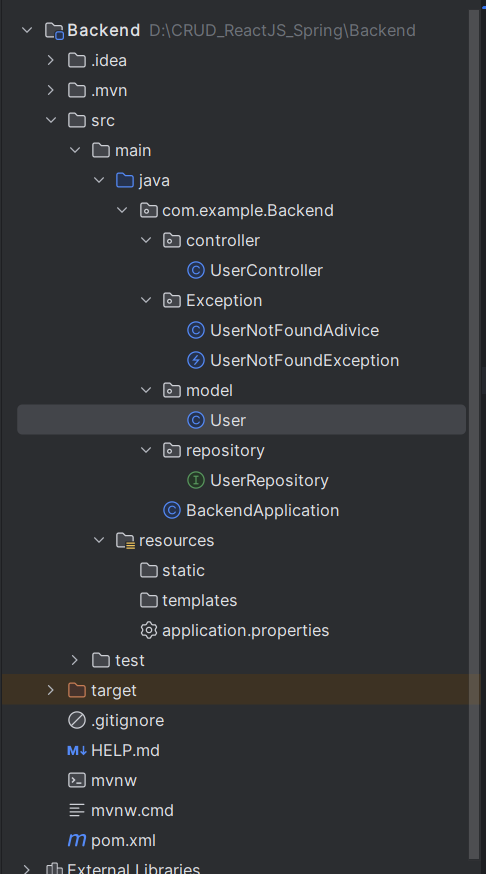 Backend D:\CRUD_ReactJS_Spring\Backend
.idea
.mvn
src
main
java
com.example.Backend
controller
C UserController
Exception
C UserNotFoundAdivice
UserNotFoundException
model
C User
repository
I UserRepository
C BackendApplication
resources
static
templates
application.properties
test
target
.gitignore
M↓ HELP.md
mvnw
mvnw.cmd
m pom.xml
External Libraries